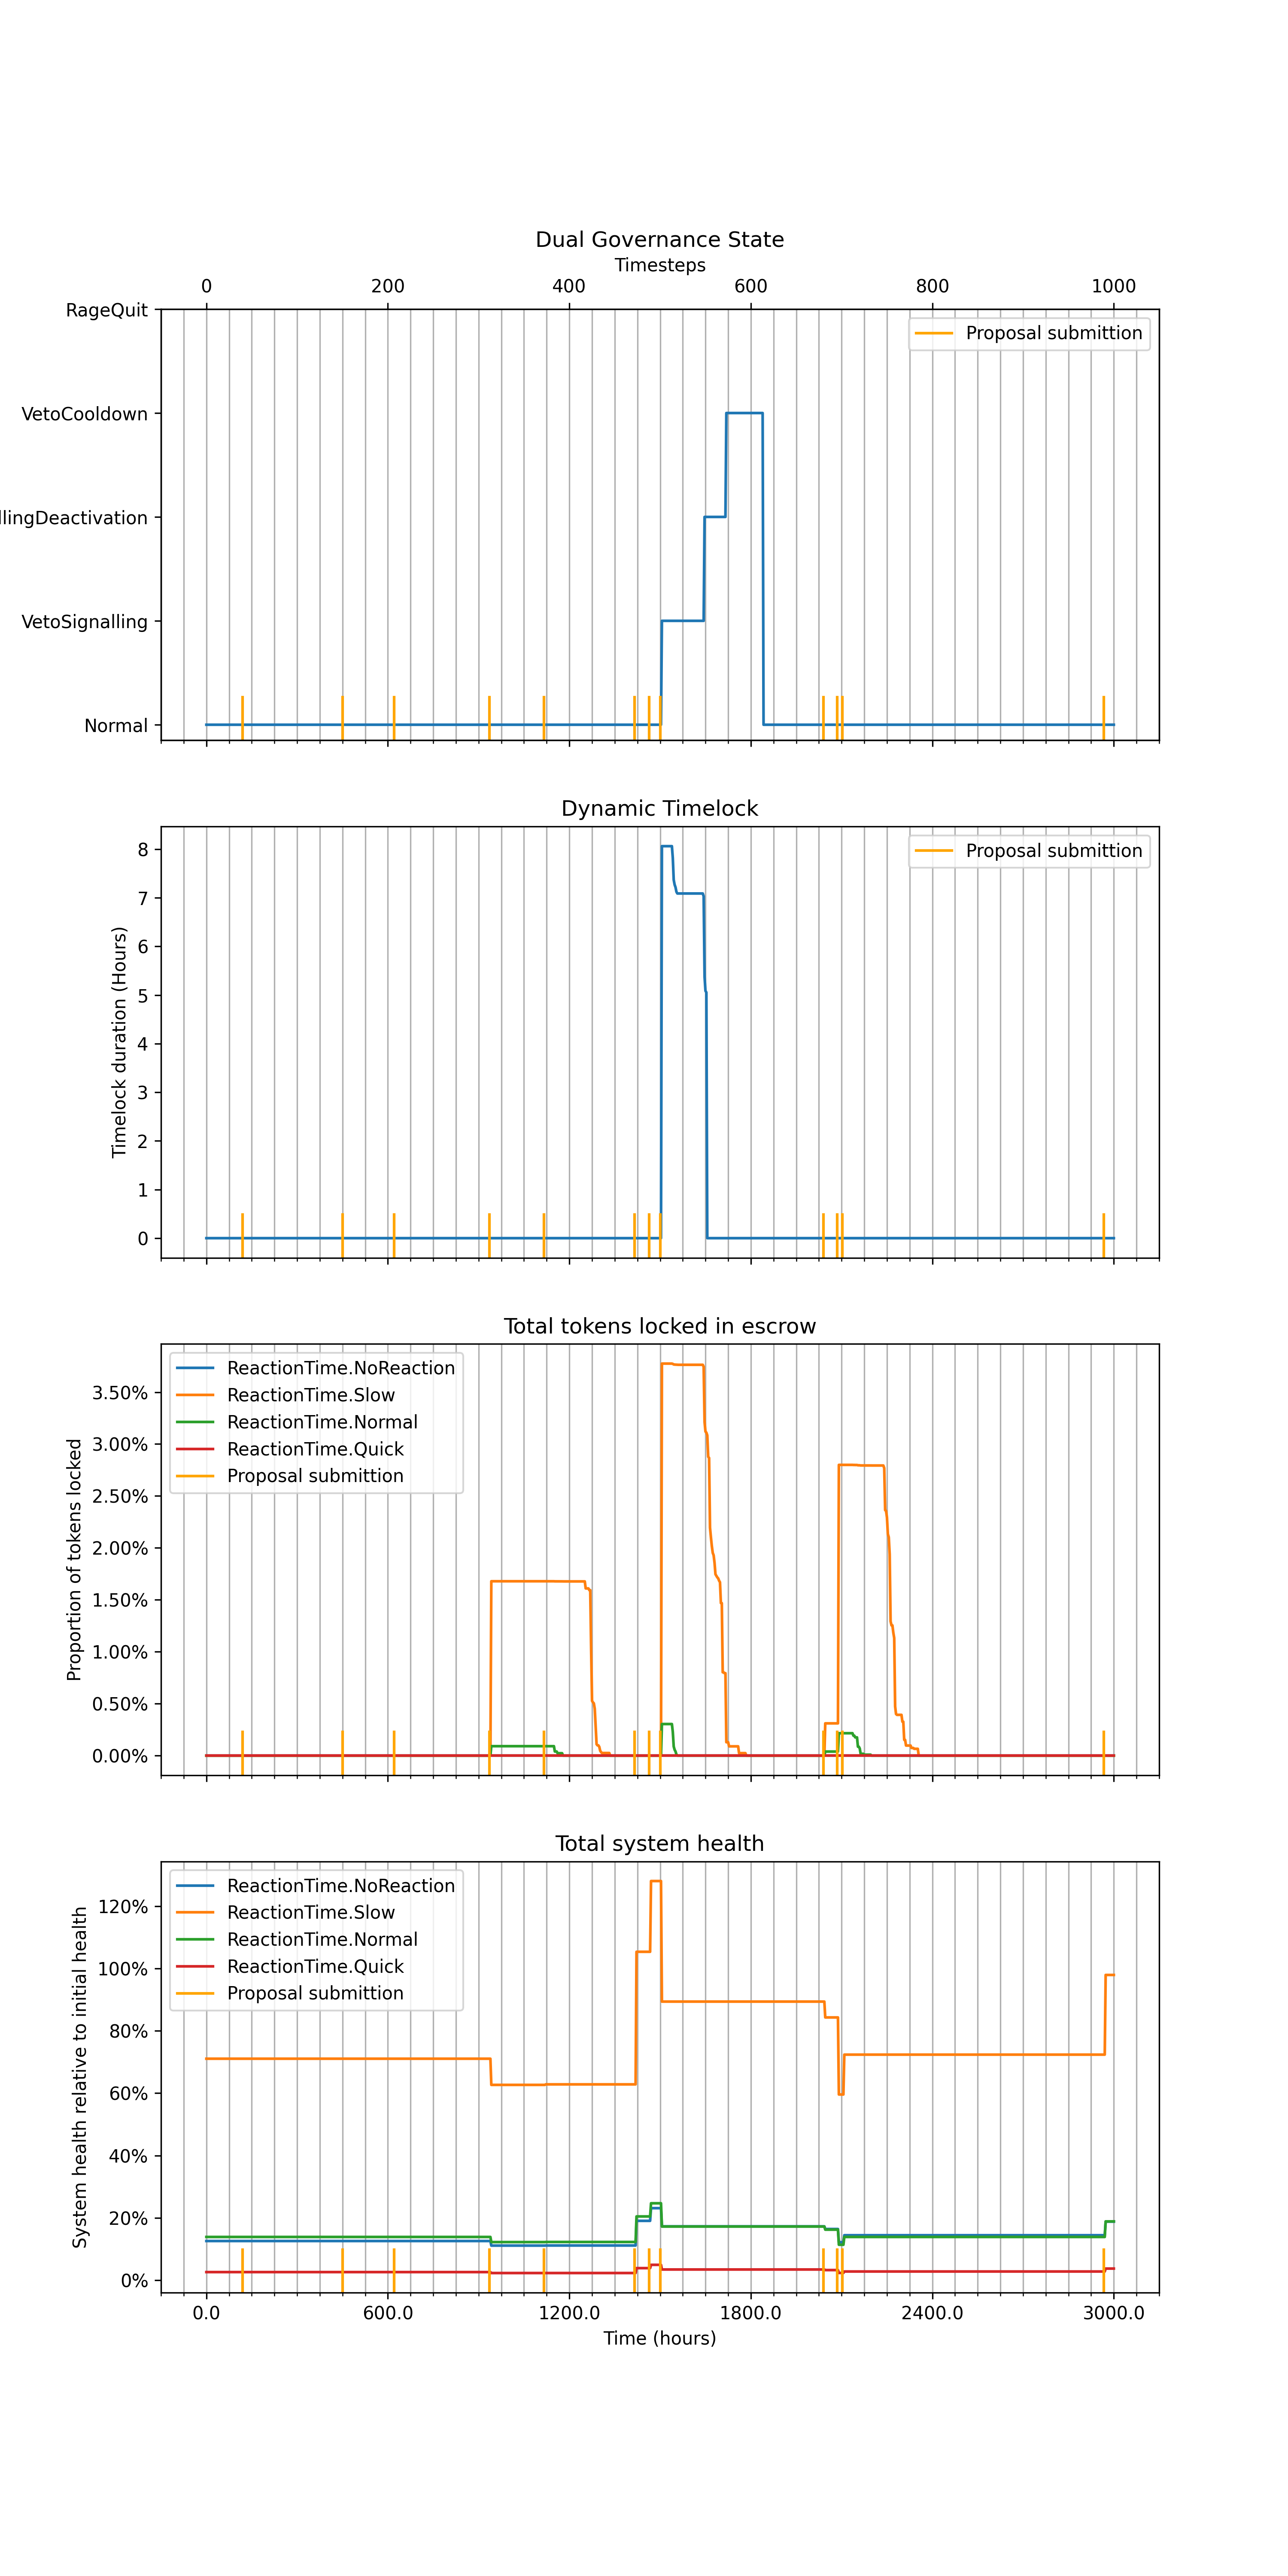 Dual Governance State
Timesteps
0 200 400 600 800 1000
RageQuit
VetoCooldown
llingDeactivation
VetoSignalling
Normal
Proposal submittion
Dynamic Timelock
Timelock duration (Hours)
8
7
6
5
4
3
2
1
0
Proposal submittion
Total tokens locked in escrow
Proportion of tokens locked
3.50%
3.00%
2.50%
2.00%
1.50%
1.00%
0.50%
0.00%
ReactionTime.NoReaction
ReactionTime.Slow
ReactionTime.Normal
ReactionTime.Quick
Proposal submittion
Total system health
System health relative to initial health
120%
100%
80%
60%
40%
20%
0%
ReactionTime.NoReaction
ReactionTime.Slow
ReactionTime.Normal
ReactionTime.Quick
Proposal submittion
0.0 600.0 1200.0 1800.0 2400.0 3000.0
Time (hours)